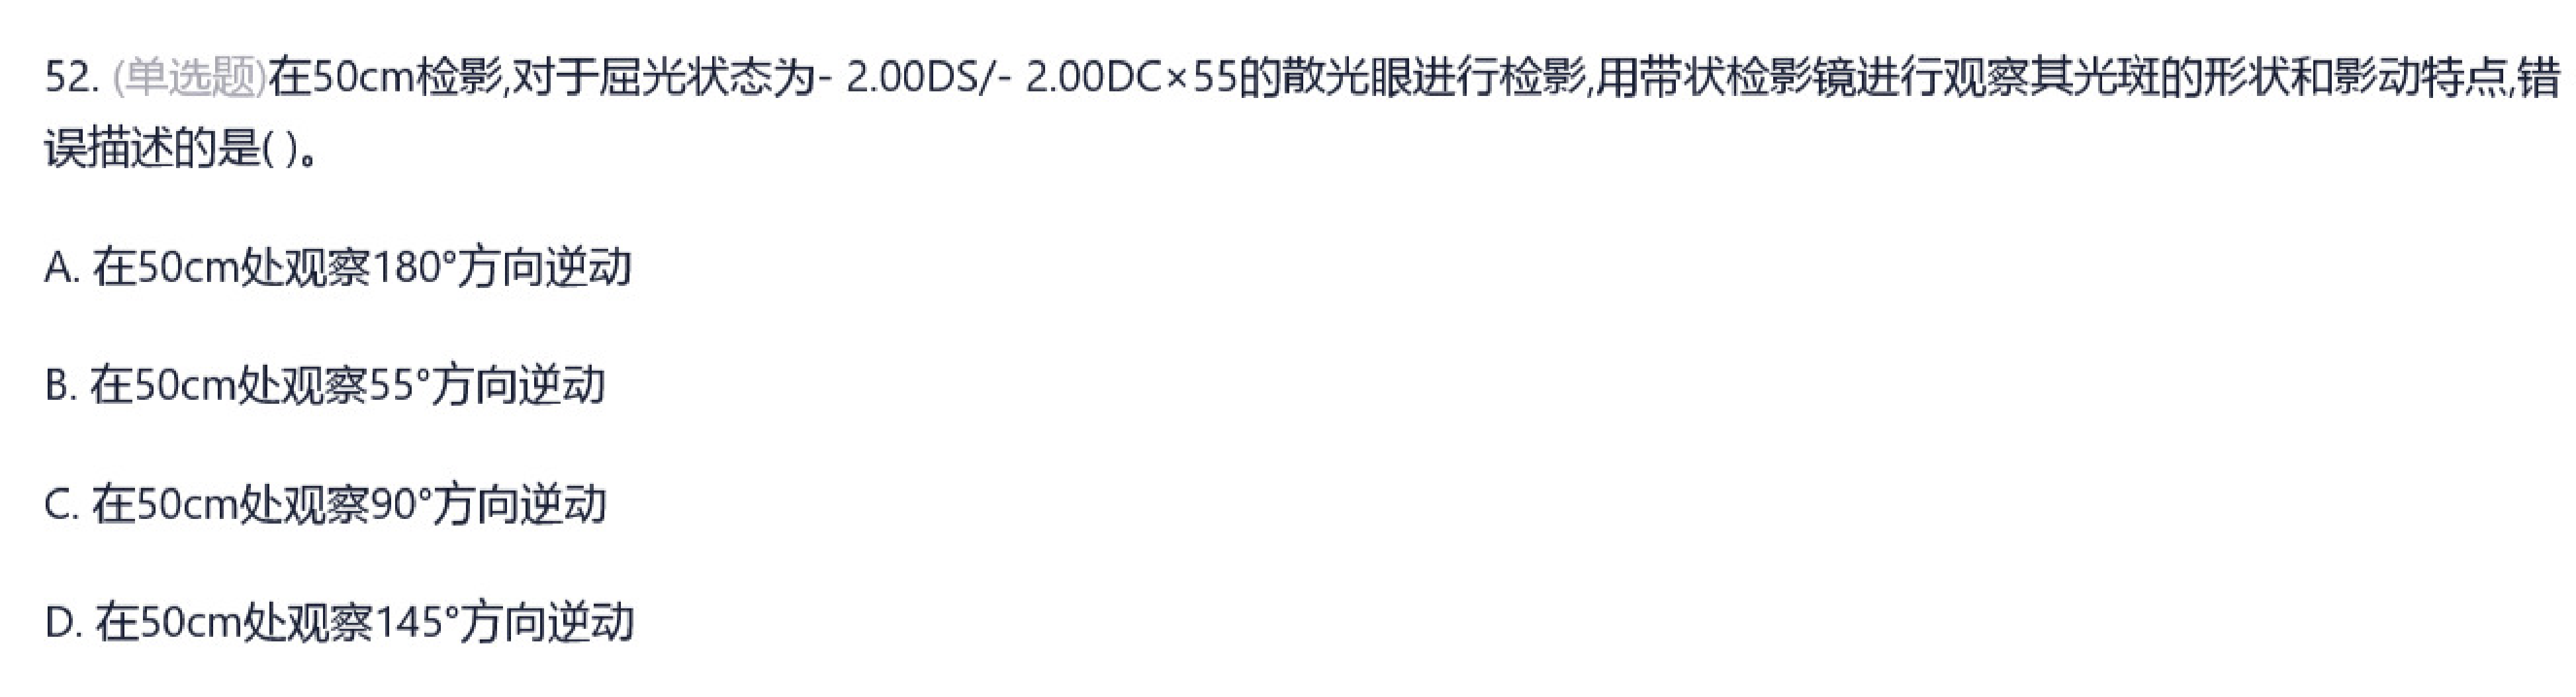 52. (单选题)在50cm检影,对于屈光状态为- 2.00DS/- 2.00DC×55的散光眼进行检影,用带状检影镜进行观察其光斑的形状和影动特点,错
误描述的是( )。
A. 在50cm处观察180°方向逆动
B. 在50cm处观察55°方向逆动
C. 在50cm处观察90°方向逆动
D. 在50cm处观察145°方向逆动